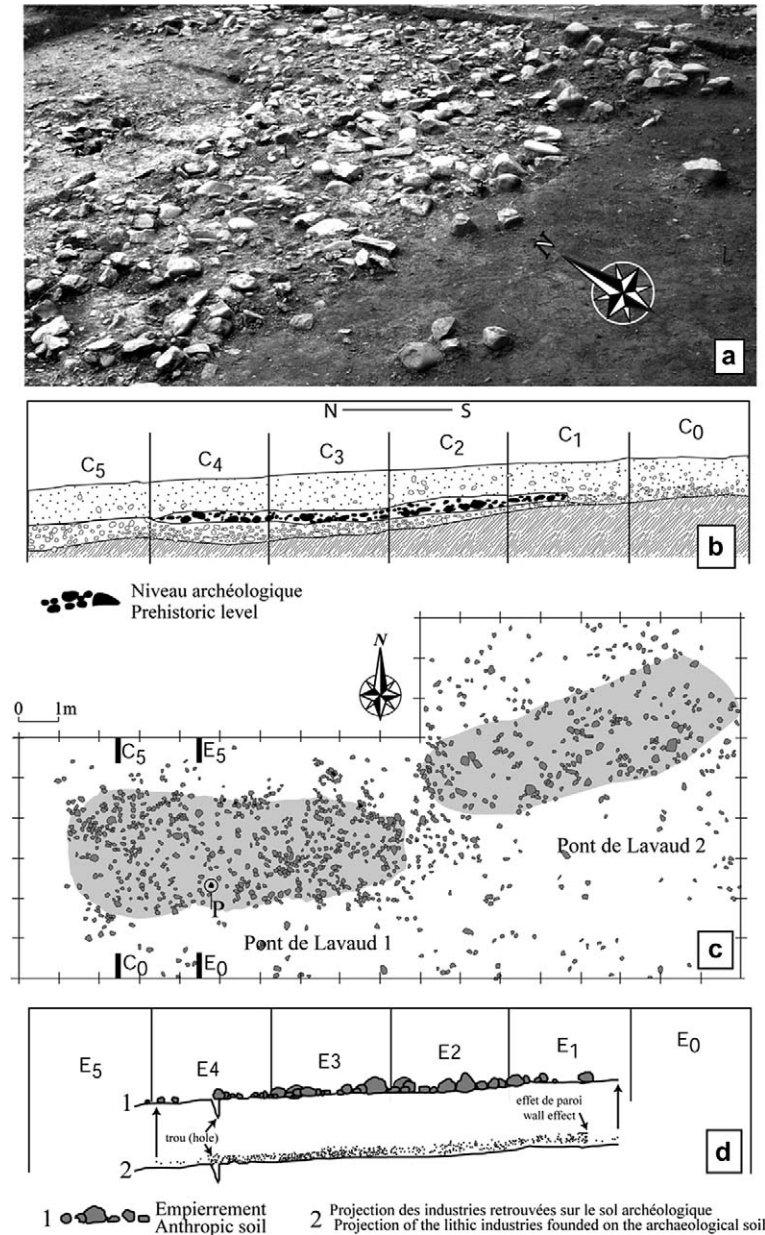 N
a
N S
C5 C4 C3 C2 C1 C0
b
Niveau archéologique
Prehistoric level
N
0 1m
C5 E5
Pont de Lavaud 2
P
Pont de Lavaud 1
C0 E0
c
E5 E4 E3 E2 E1 E0
1
effet de paroi
wall effect
trou (hole)
d
2
1 Empierrement
Anthropic soil
2 Projection des industries retrouvées sur le sol archéologique
Projection of the lithic industries founded on the archaeological soil